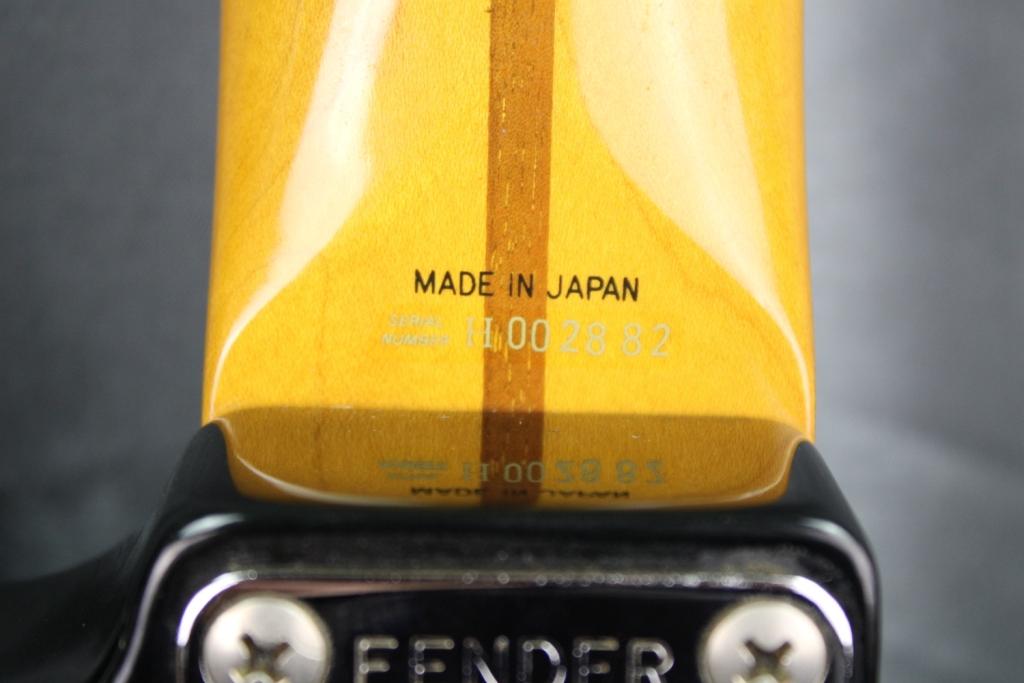 MADE IN JAPAN
SERIAL
NUMBER H002882
FENDER